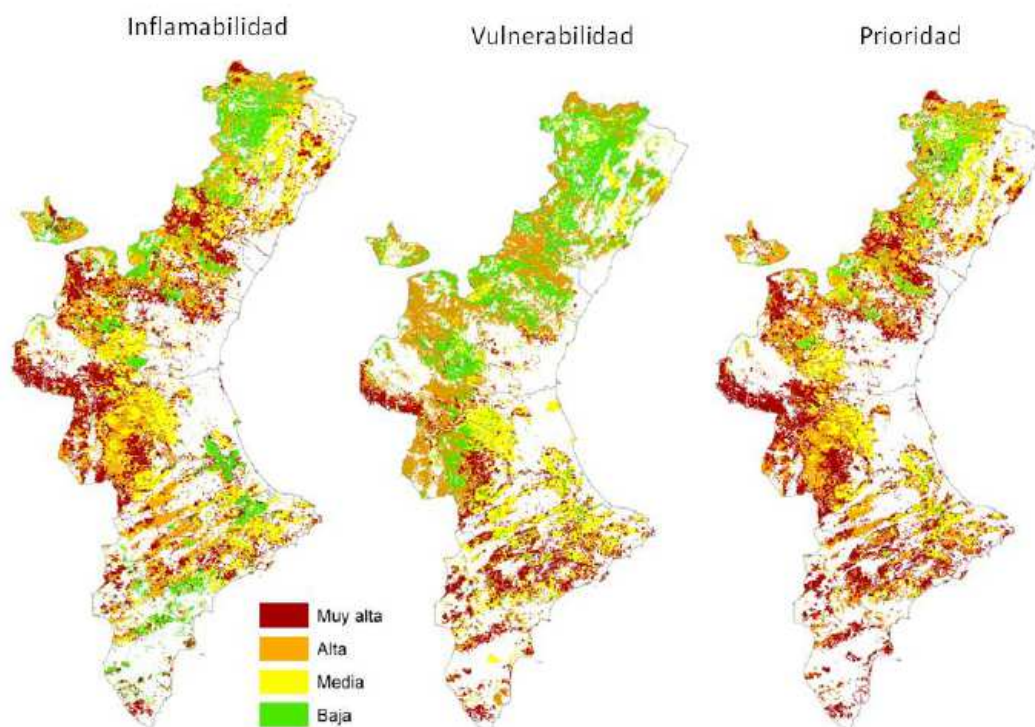 Inflamabilidad
Vulnerabilidad
Prioridad
Muy alta
Alta
Media
Baja